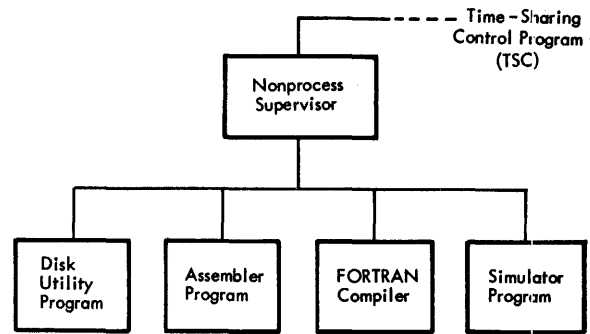 Time-Sharing
Control Program
(TSC)
Nonprocess
Supervisor
Disk
Utility
Program
Assembler
Program
FORTRAN
Compiler
Simulator
Program